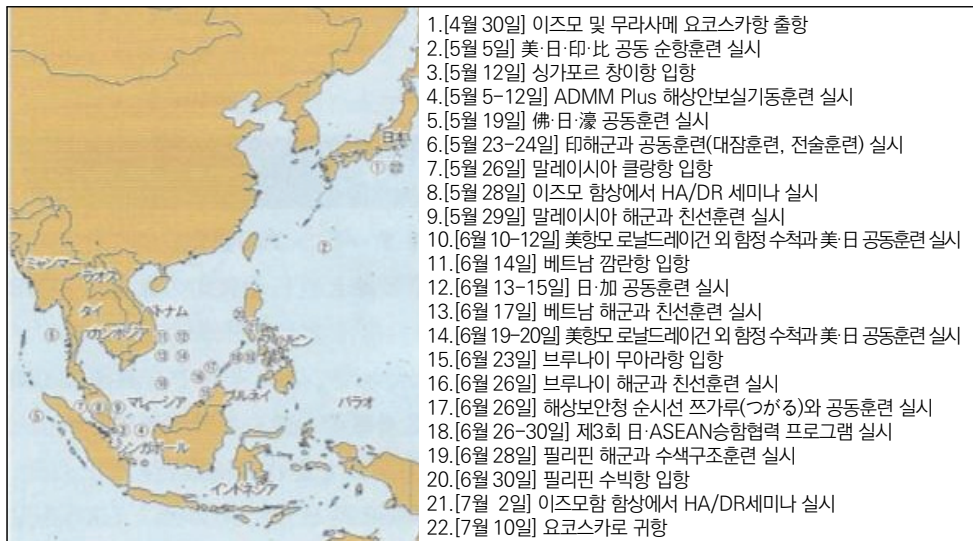 日本
①
㉒
②
ミャンマー
ラオス
タイ
ベトナム
カンボジア
⑥
⑪ ⑫
⑬ ⑭
フィリピン
⑰
ブルネイ
パラオ
マレーシア
⑤
⑦ ⑧ ⑨
③ ④
シンガポール
インドネシア
1.[4월 30일] 이즈모 및 무라사메 요코스카항 출항
2.[5월 5일] 美·日·印·比 공동 순항훈련 실시
3.[5월 12일] 싱가포르 창이항 입항
4.[5월 5-12일] ADMM Plus 해상안보실기동훈련 실시
5.[5월 19일] 佛·日·濠 공동훈련 실시
6.[5월 23-24일] 印해군과 공동훈련(대잠훈련, 전술훈련) 실시
7.[5월 26일] 말레이시아 클랑항 입항
8.[5월 28일] 이즈모 함상에서 HA/DR 세미나 실시
9.[5월 29일] 말레이시아 해군과 친선훈련 실시
10.[6월 10-12일] 美항모 로날드레이건 외 함정 수척과 美·日 공동훈련 실시
11.[6월 14일] 베트남 깜란항 입항
12.[6월 13-15일] 日·加 공동훈련 실시
13.[6월 17일] 베트남 해군과 친선훈련 실시
14.[6월 19-20일] 美항모 로날드레이건 외 함정 수척과 美·日 공동훈련 실시
15.[6월 23일] 브루나이 무아라항 입항
16.[6월 26일] 브루나이 해군과 친선훈련 실시
17.[6월 26일] 해상보안청 순시선 쯔가루(つがる)와 공동훈련 실시
18.[6월 26-30일] 제3회 日·ASEAN승함협력 프로그램 실시
19.[6월 28일] 필리핀 해군과 수색구조훈련 실시
20.[6월 30일] 필리핀 수빅항 입항
21.[7월 2일] 이즈모함 함상에서 HA/DR세미나 실시
22.[7월 10일] 요코스카로 귀항